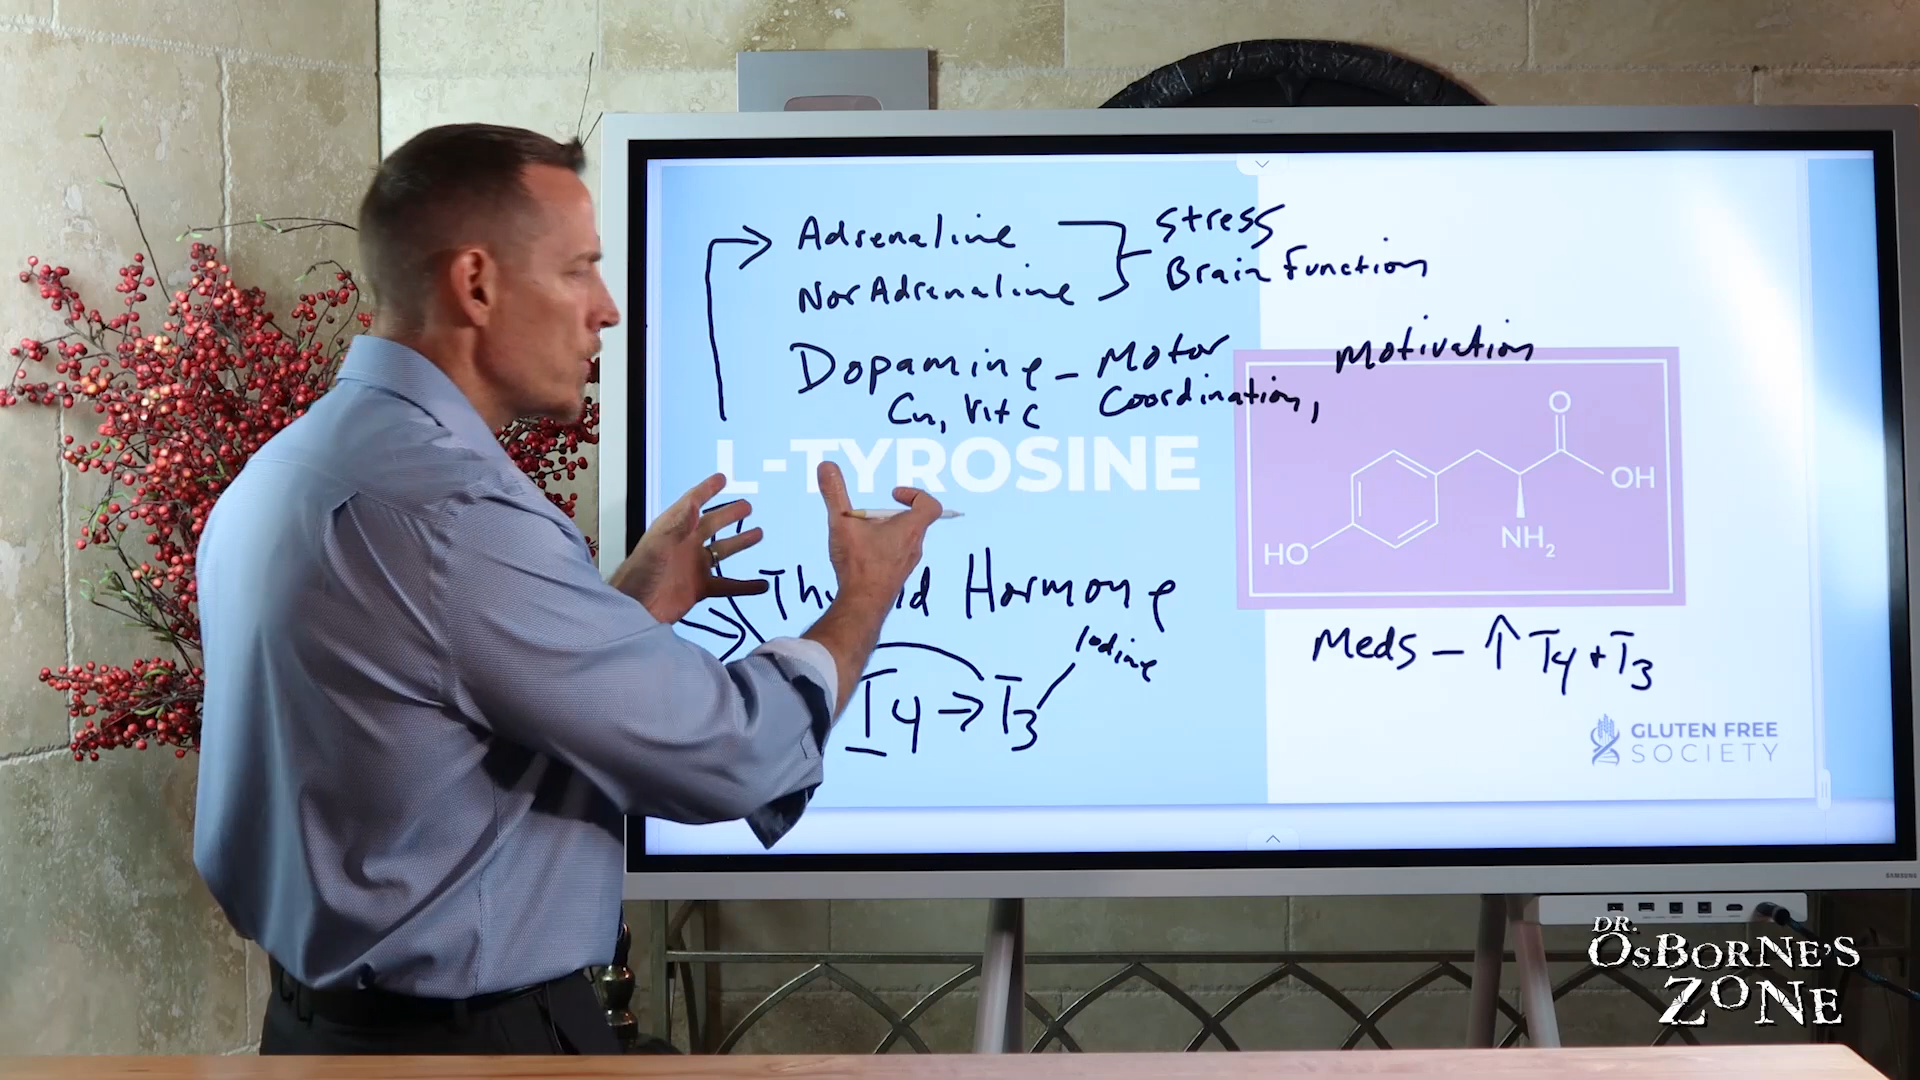 Adrenaline
NorAdrenaline
Stress
Brain Function
Dopamine - Motor
Coordination,
Motivation
Cu, Vit C
L-TYROSINE
O
OH
NH2
HO
Hormone
Iodine
T4 → T3
Meds - ↑ T4 + T3
GLUTEN FREE
SOCIETY
SAMSUNG
DR.
OSBORNE'S
ZONE